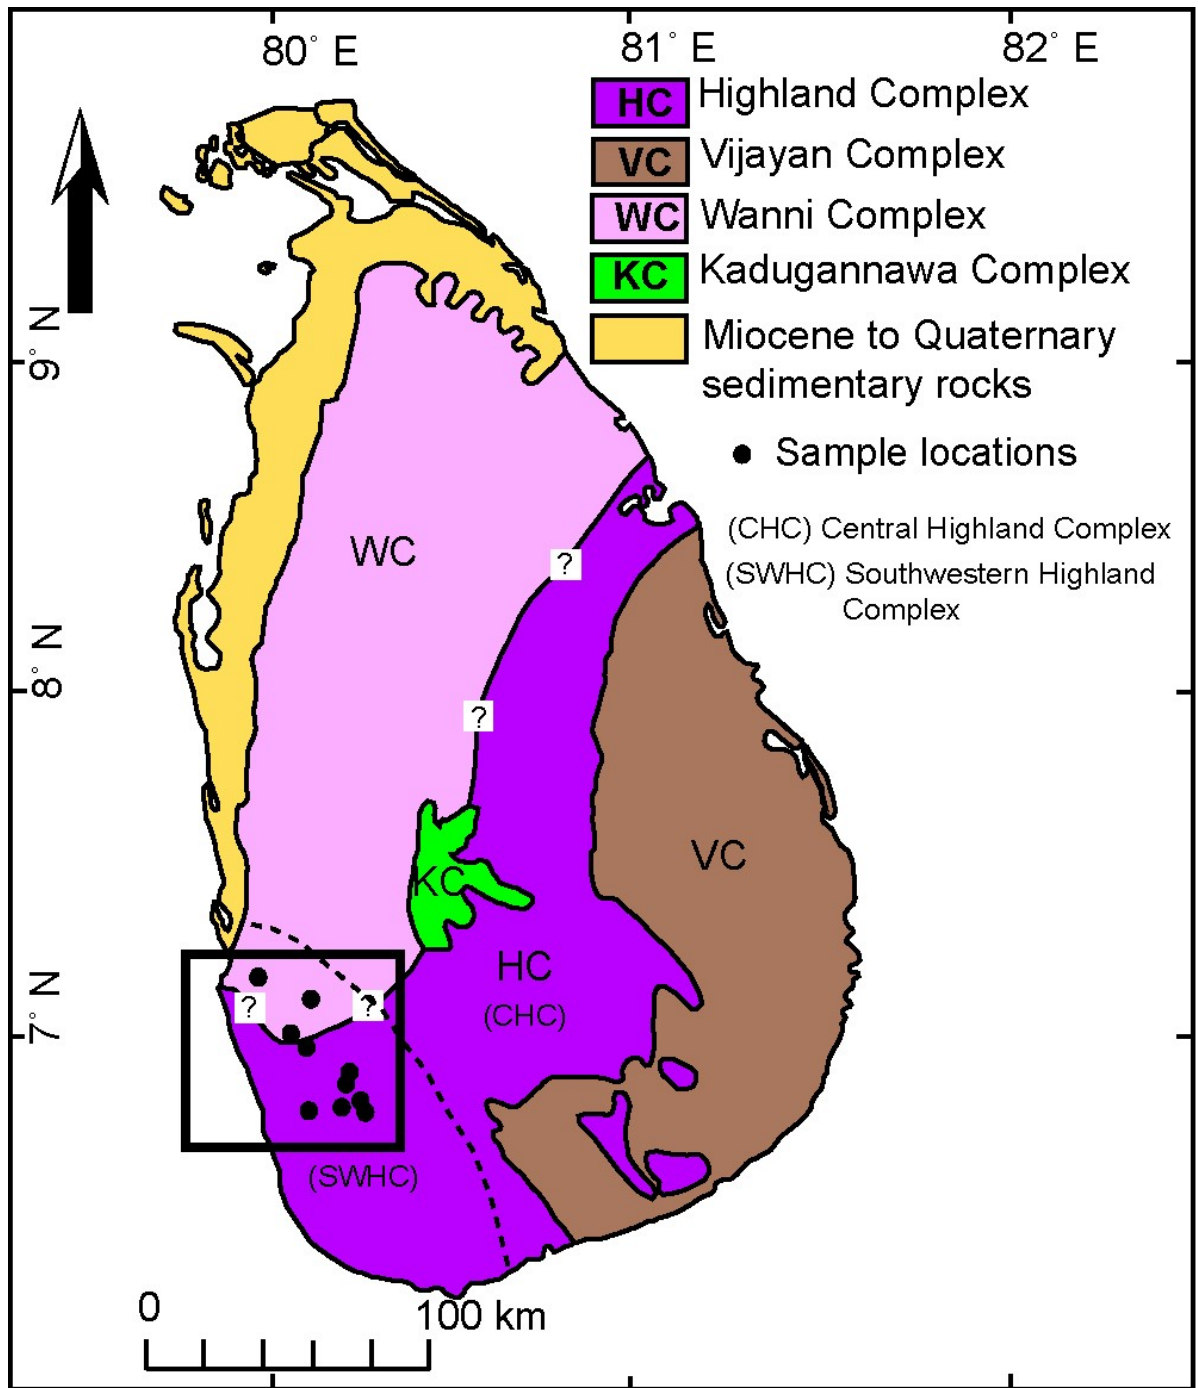 80° E
81° E
82° E
HC Highland Complex
VC Vijayan Complex
WC Wanni Complex
KC Kadugannawa Complex
Miocene to Quaternary
sedimentary rocks
Sample locations
(CHC) Central Highland Complex
(SWHC) Southwestern Highland
Complex
9° N
8° N
7° N
WC
?
?
KC
VC
HC
(CHC)
?
?
(SWHC)
0
100 km